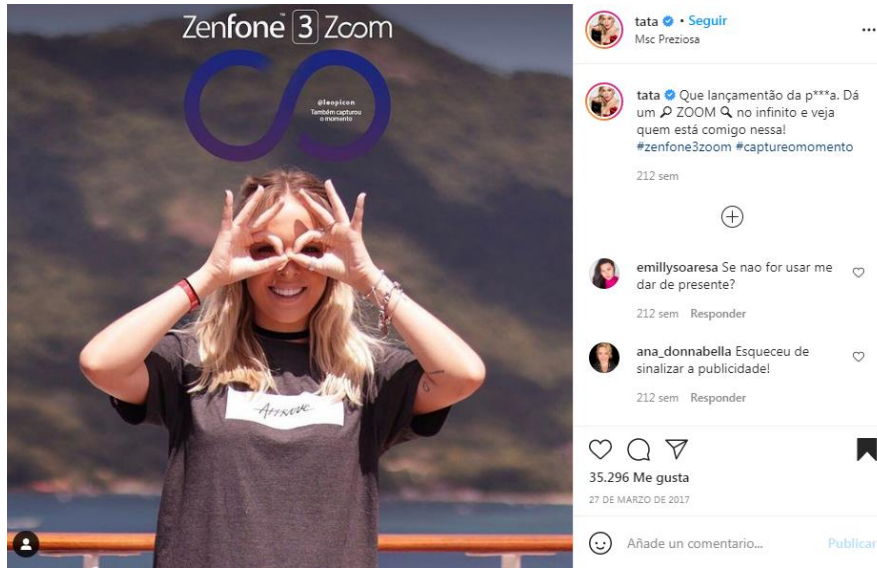 Zenfone™ 3 Zoom
@leopicon
Também capturou
o momento
Attitude
tata • Seguir
Msc Preziosa
tata Que lançamentão da p***a. Dá
um 🔎 ZOOM 🔍 no infinito e veja
quem está comigo nessa!
#zenfone3zoom #captureomomento
212 sem
emillysoaresa Se nao for usar me
dar de presente?
212 sem Responder
ana_donnabella Esqueceu de
sinalizar a publicidade!
212 sem Responder
35.296 Me gusta
27 DE MARZO DE 2017
Añade un comentario...
Publicar